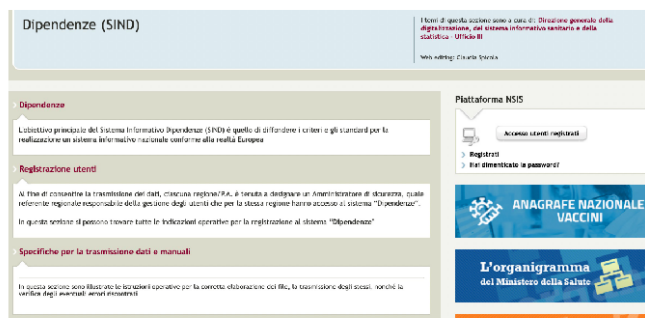 Dipendenze (SIND)
I temi di questa sezione sono a cura di: Direzione generale della
digitalizzazione, del sistema informativo sanitario e della
statistica - Ufficio III
Web editing: Claudia Spicola
Dipendenze
L'obiettivo principale del Sistema Informativo Dipendenze (SIND) è quello di diffondere i criteri e gli standard per la
realizzazione un sistema informativo nazionale conforme alla realtà Europea
Registrazione utenti
Al fine di consentire la trasmissione dei dati, ciascuna regione/P.A. è tenuta a designare un Amministratore di sicurezza, quale
referente regionale responsabile della gestione degli utenti che per la stessa regione hanno accesso al sistema "Dipendenze".
In questa sezione si possono trovare tutte le indicazioni operative per la registrazione al sistema "Dipendenze"
Specifiche per la trasmissione dati e manuali
In questa sezione sono illustrate le istruzioni operative per la corretta elaborazione dei file, la trasmissione degli stessi, nonché la
verifica degli eventuali errori riscontrati
Piattaforma NSIS
Accesso utenti registrati
Registrati
Hai dimenticato la password?
ANAGRAFE NAZIONALE
VACCINI
L'organigramma
del Ministero della Salute